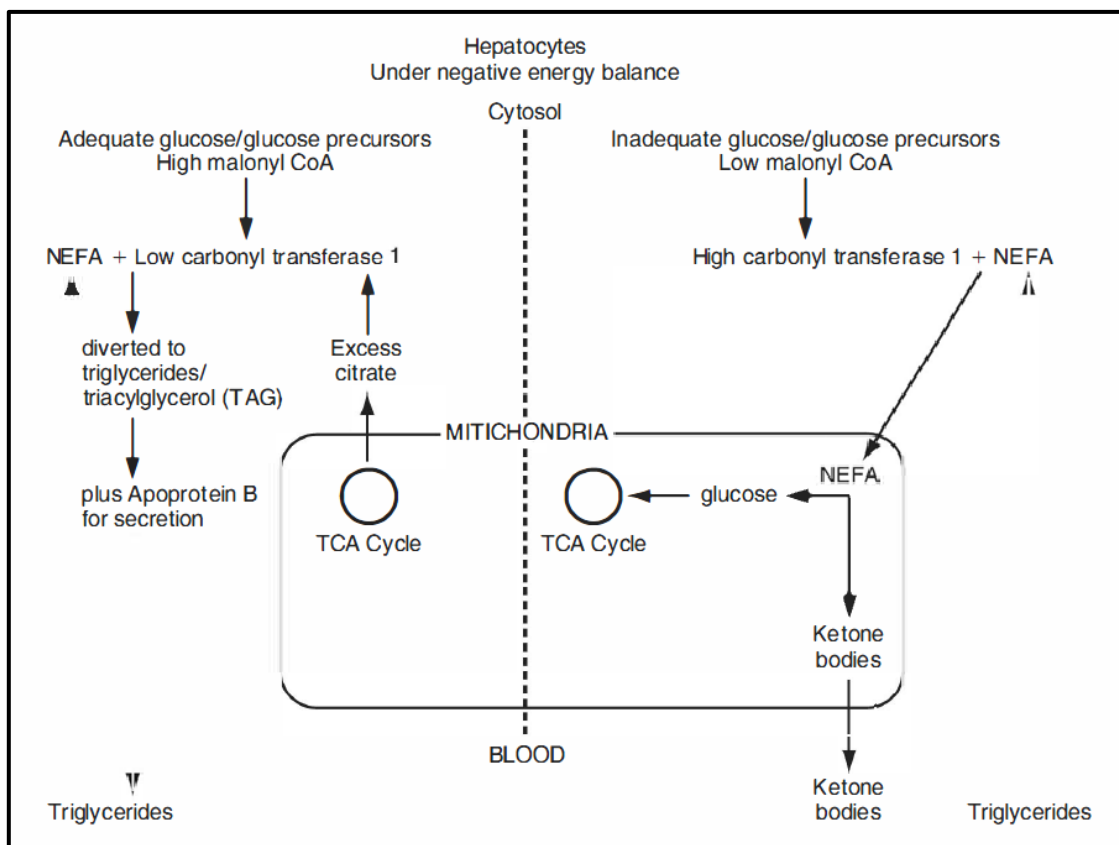 Hepatocytes
Under negative energy balance
Cytosol
Adequate glucose/glucose precursors
High malonyl CoA
Inadequate glucose/glucose precursors
Low malonyl CoA
NEFA + Low carbonyl transferase 1
High carbonyl transferase 1 + NEFA
diverted to
triglycerides/
triacylglycerol (TAG)
Excess
citrate
MITICHONDRIA
NEFA
plus Apoprotein B
for secretion
glucose
TCA Cycle
TCA Cycle
Ketone
bodies
BLOOD
Triglycerides
Ketone
bodies
Triglycerides